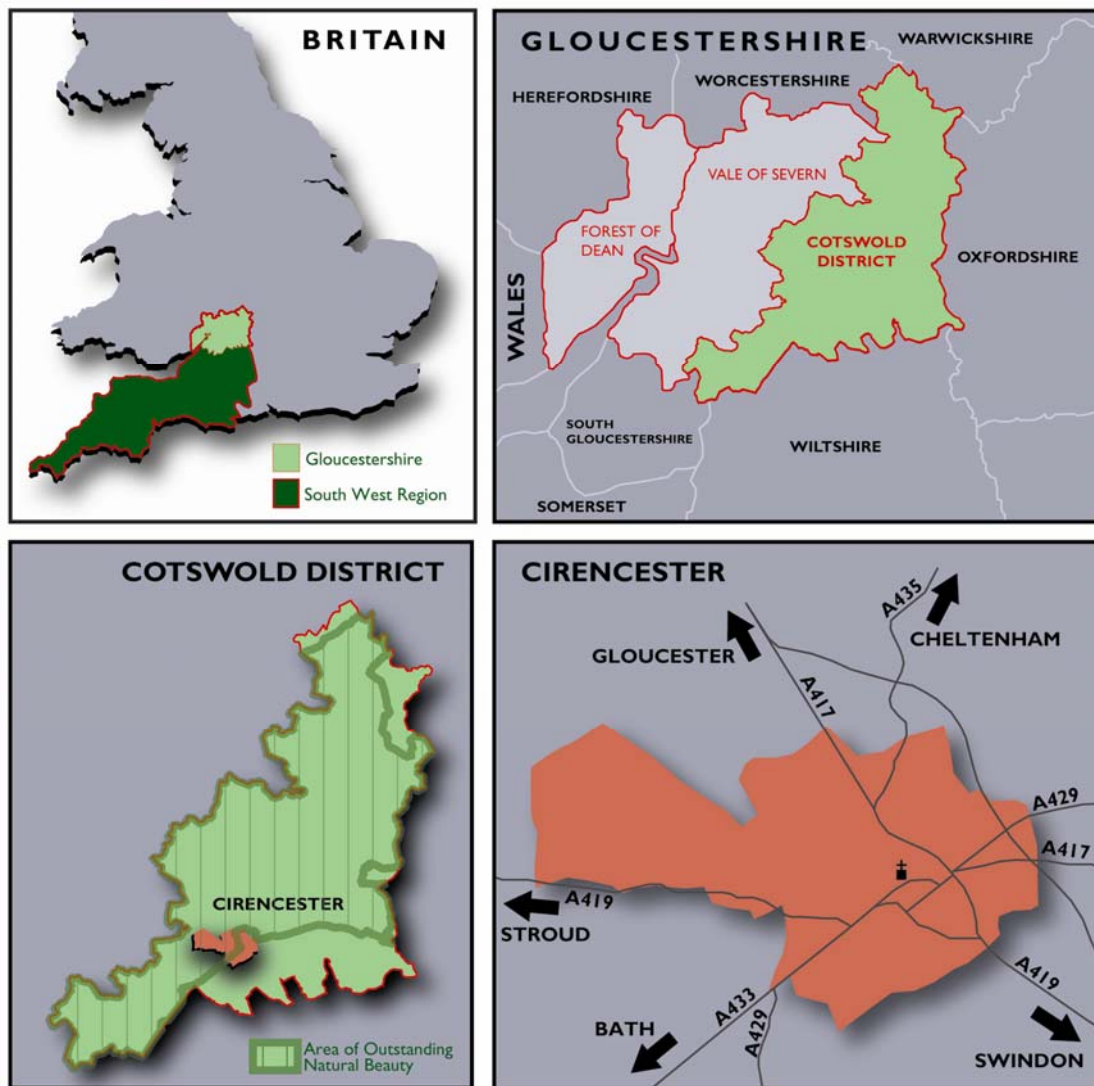 BRITAIN
Gloucestershire
South West Region
GLOUCESTERSHIRE
WARWICKSHIRE
WORCESTERSHIRE
HEREFORDSHIRE
VALE OF SEVERN
FOREST OF
DEAN
COTSWOLD
DISTRICT
OXFORDSHIRE
WALES
SOUTH
GLOUCESTERSHIRE
WILTSHIRE
SOMERSET
COTSWOLD DISTRICT
CIRENCESTER
Area of Outstanding
Natural Beauty
CIRENCESTER
A435
CHELTENHAM
GLOUCESTER
A417
A429
A417
A419
STROUD
A433
A429
BATH
A419
SWINDON